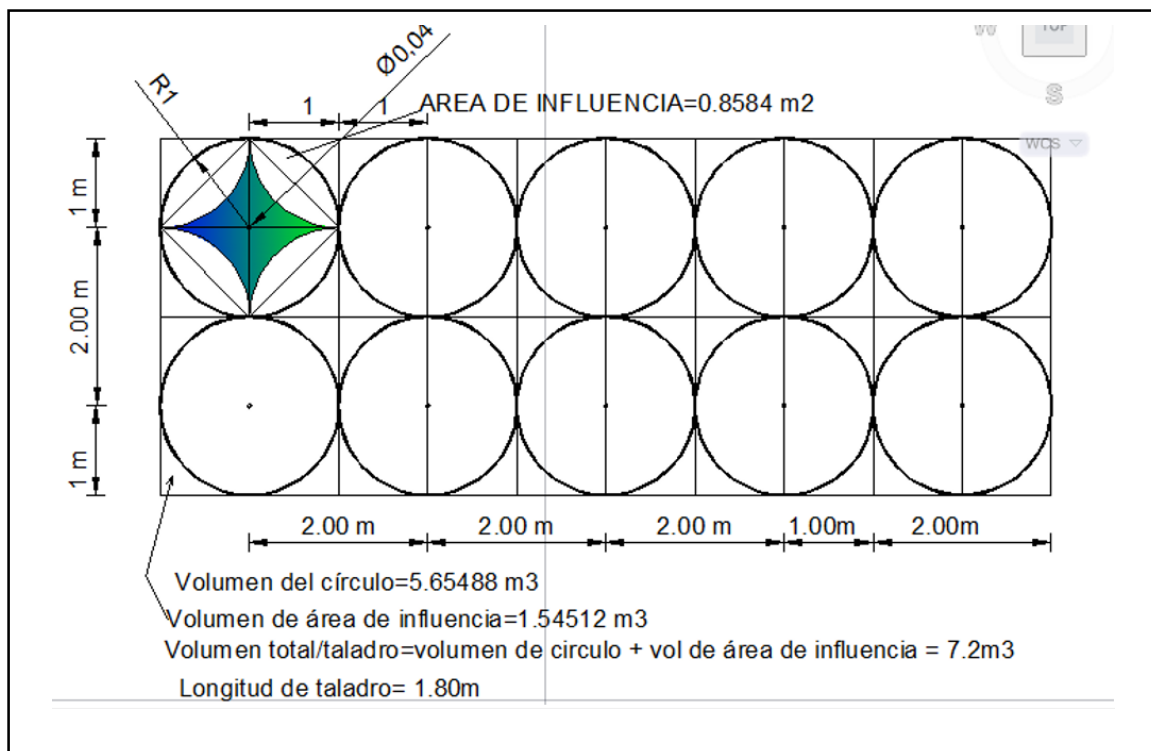 W
TOP
S
WCS
Ø0,04
R1
1
1
AREA DE INFLUENCIA=0.8584 m2
1 m
2.00 m
1 m
2.00 m
2.00 m
2.00 m
1.00m
2.00m
Volumen del círculo=5.65488 m3
Volumen de área de influencia=1.54512 m3
Volumen total/taladro=volumen de circulo + vol de área de influencia = 7.2m3
Longitud de taladro= 1.80m